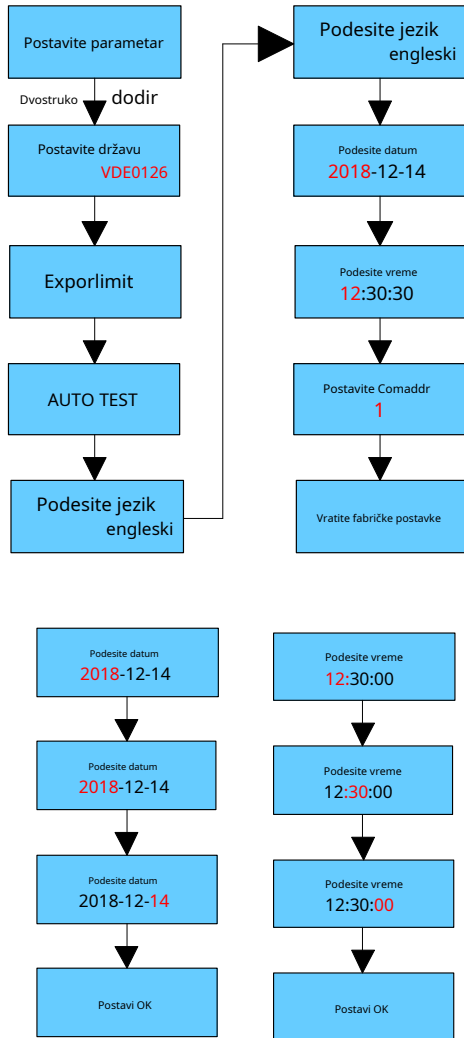 Postavite parametar
Dvostruko dodir
Postavite državu
VDE0126
Exporlimit
AUTO TEST
Podesite jezik
engleski
Podesite jezik
engleski
Podesite datum
2018-12-14
Podesite vreme
12:30:30
Postavite Comaddr
1
Vratite fabričke postavke
Podesite datum
2018-12-14
Podesite datum
2018-12-14
Podesite datum
2018-12-14
Postavi OK
Podesite vreme
12:30:00
Podesite vreme
12:30:00
Podesite vreme
12:30:00
Postavi OK